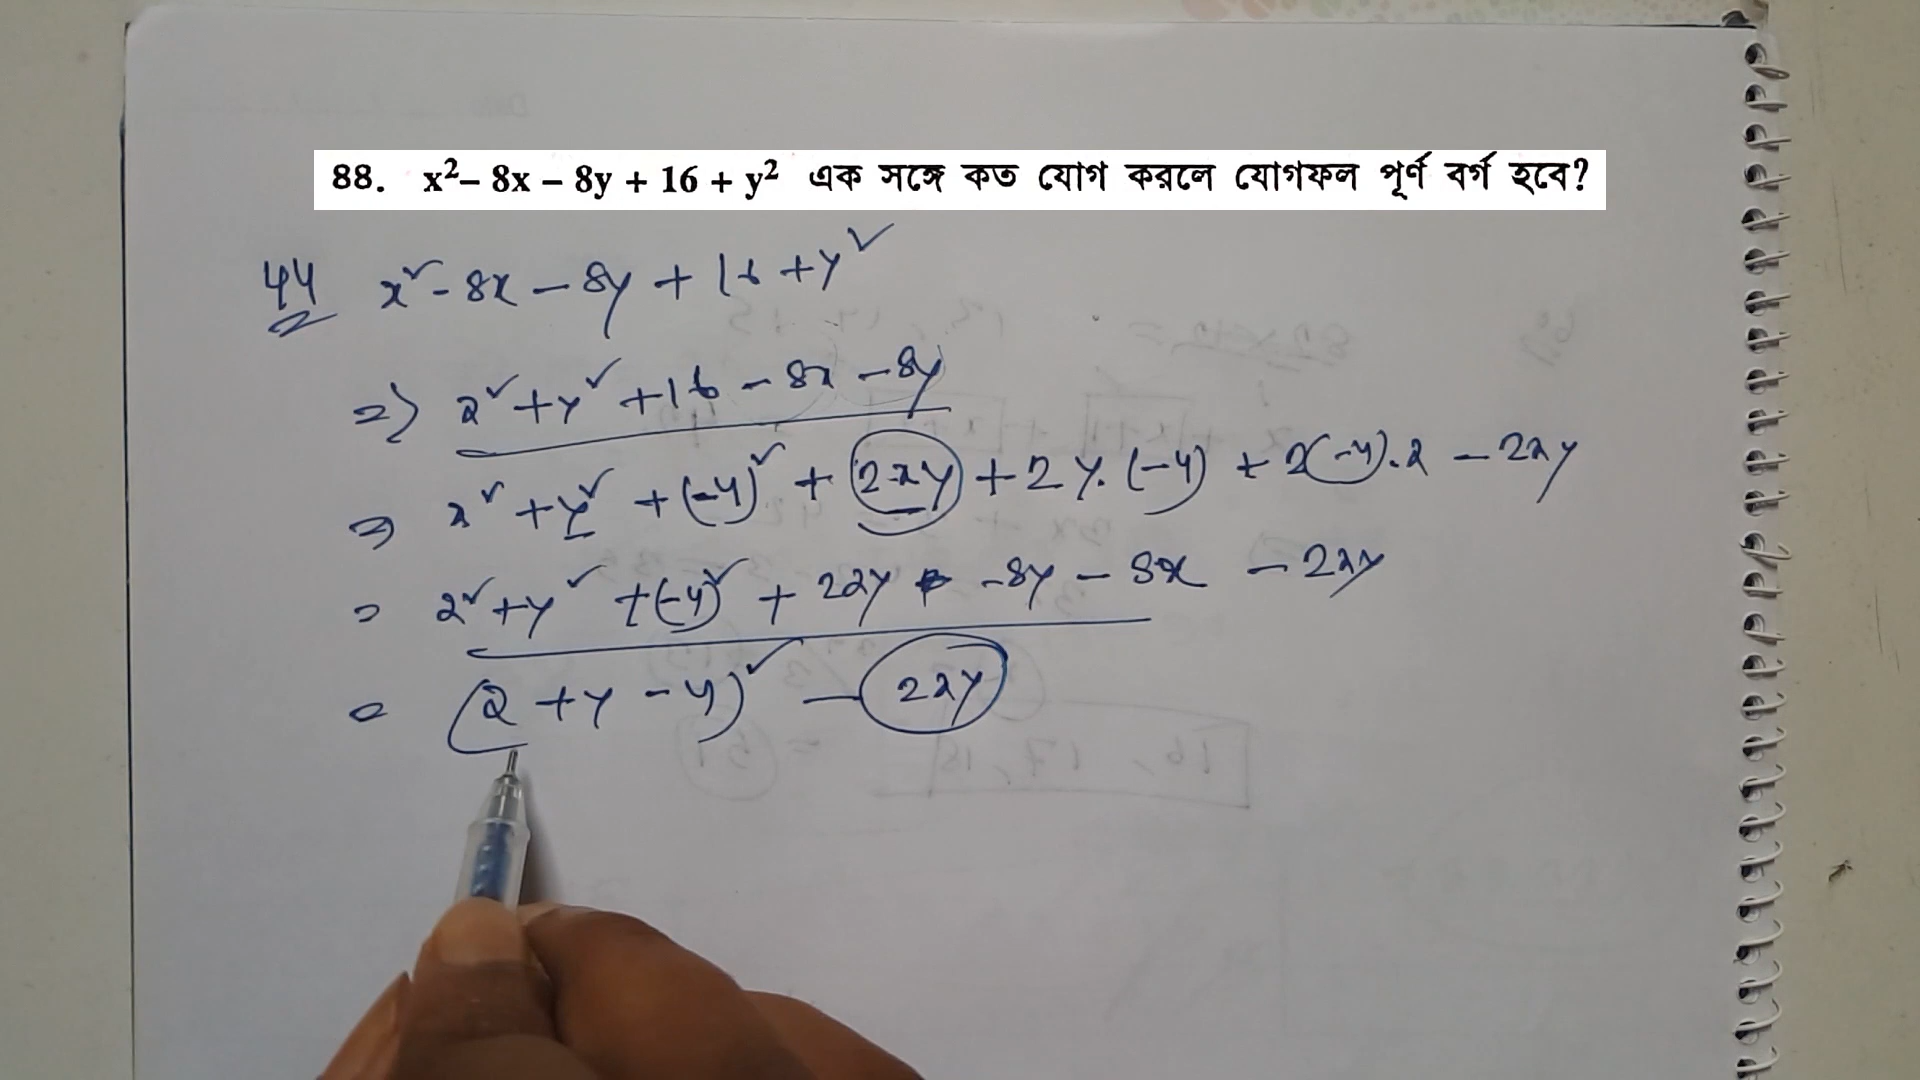 88. x²– 8x – 8y + 16 + y² এক সঙ্গে কত যোগ করলে যোগফল পূর্ণ বর্গ হবে?
44 x² - 8x - 8y + 16 + y²
⇒ x² + y² + 16 - 8x - 8y
⇒ x² + y² + (-4)² + 2xy + 2y.(-4) + 2(-4).x - 2xy
= x² + y² + (-4)² + 2xy - 8y - 8x - 2xy
= (x + y - 4)² - 2xy